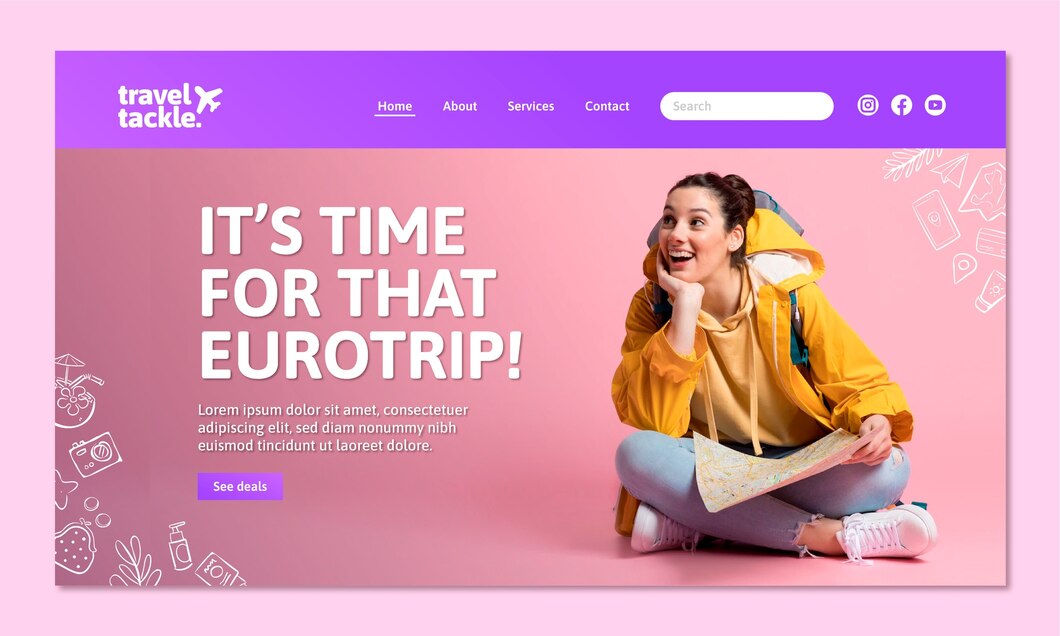 travel
tackle.
Home
About
Services
Contact
Search
IT’S TIME
FOR THAT
EUROTRIP!
Lorem ipsum dolor sit amet, consectetuer
adipiscing elit, sed diam nonummy nibh
euismod tincidunt ut laoreet dolore.
See deals